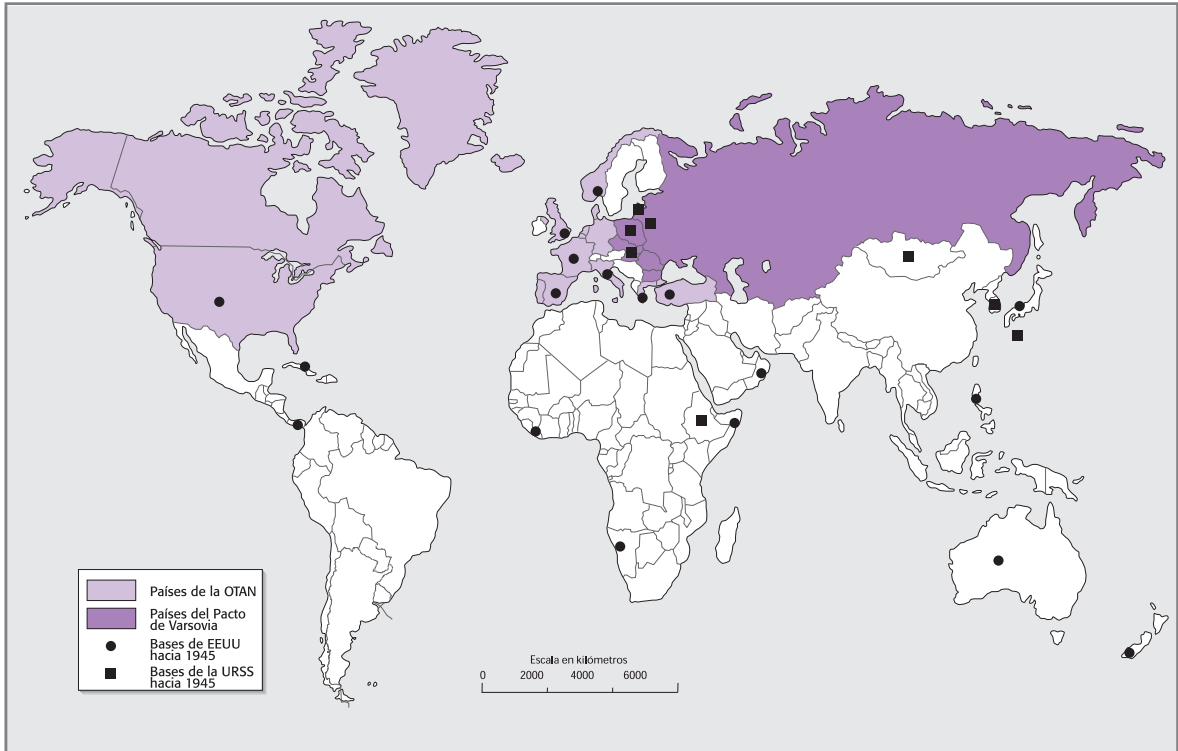 Países de la OTAN
Países del Pacto
de Varsovia
Bases de EEUU
hacia 1945
Bases de la URSS
hacia 1945
Escala en kilómetros
0 2000 4000 6000